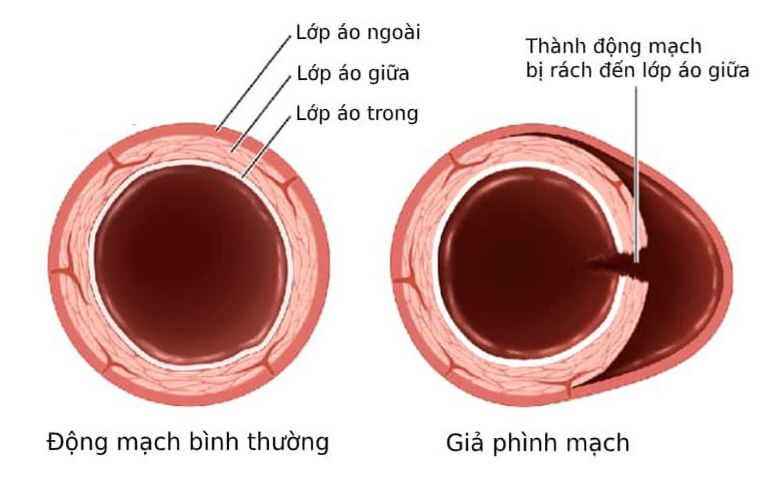 Lớp áo ngoài
Lớp áo giữa
Lớp áo trong
Thành động mạch
bị rách đến lớp áo giữa
Động mạch bình thường
Giả phình mạch